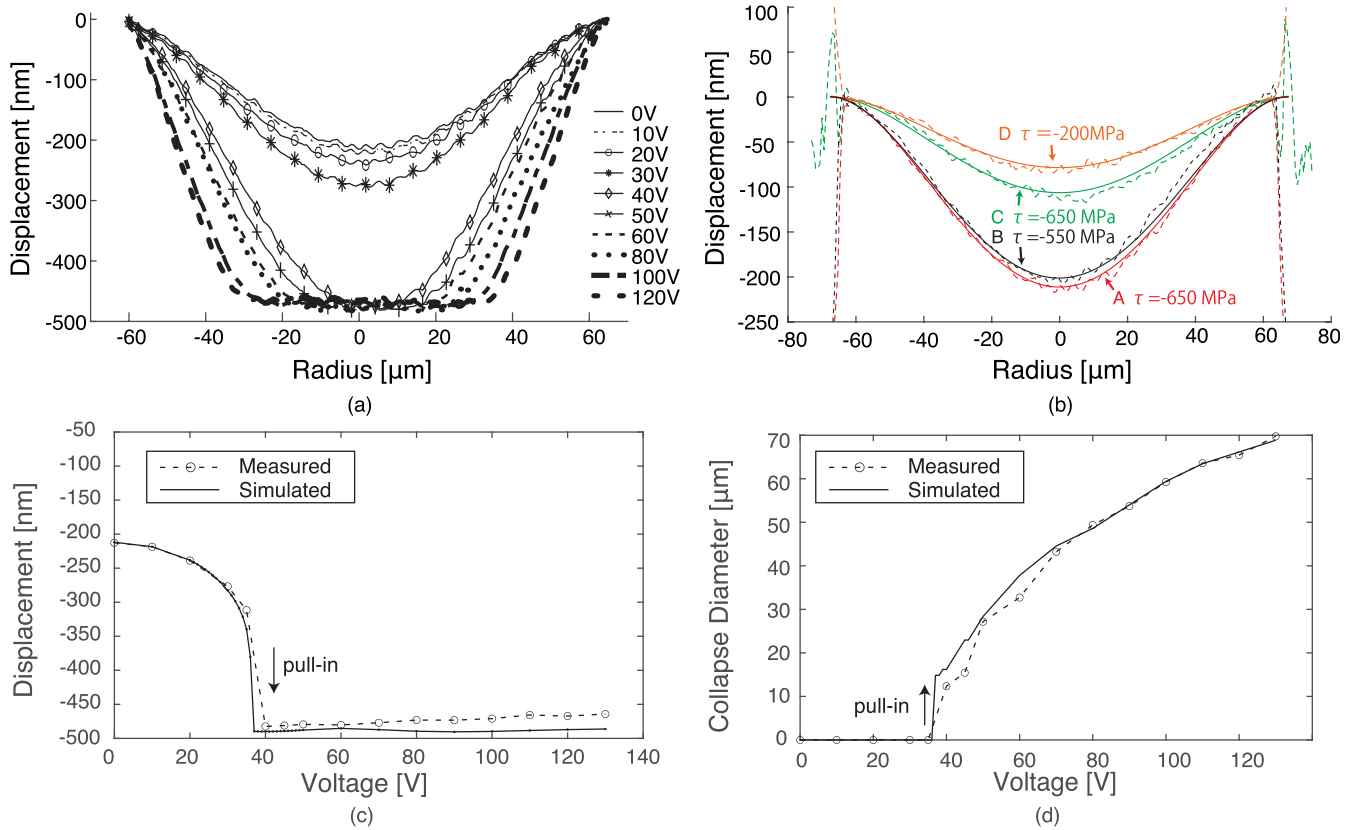 0
-100
-200
-300
-400
-500
Displacement [nm]
-60
-40
-20
0
20
40
60
Radius [µm]
0V
10V
20V
30V
40V
50V
60V
80V
100V
120V
(a)
100
50
0
-50
-100
-150
-200
-250
Displacement [nm]
-80
-60
-40
-20
0
20
40
60
80
Radius [µm]
D τ =-200MPa
C τ =-650 MPa
B τ =-550 MPa
A τ =-650 MPa
(b)
-50
-100
-150
-200
-250
-300
-350
-400
-450
-500
Displacement [nm]
0
20
40
60
80
100
120
140
Voltage [V]
Measured
Simulated
pull-in
(c)
70
60
50
40
30
20
10
0
Collapse Diameter [µm]
0
20
40
60
80
100
120
Voltage [V]
Measured
Simulated
pull-in
(d)